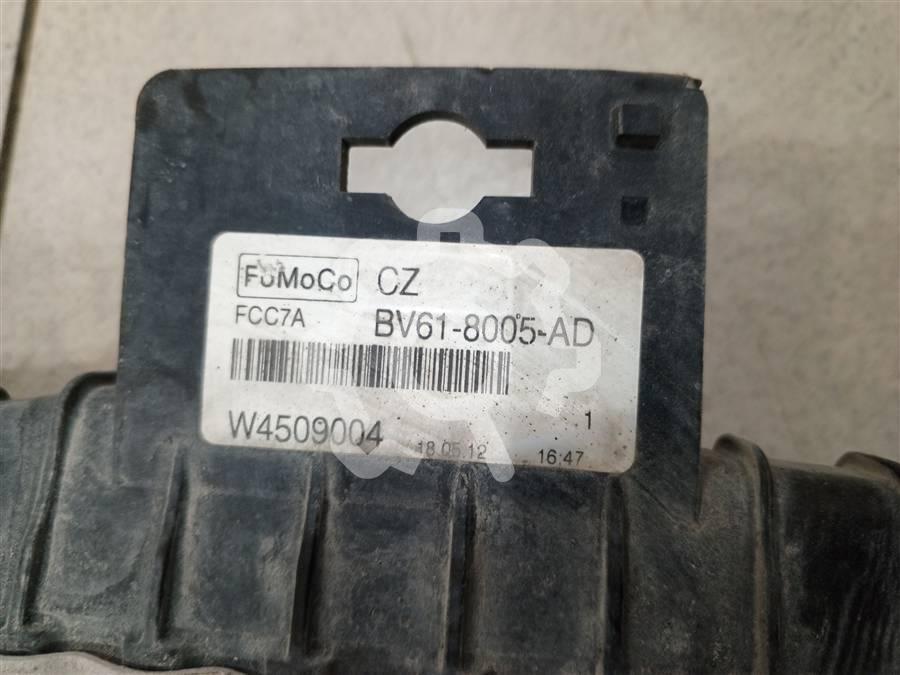 FoMoCo CZ
FCC7A BV61-8005-AD
W4509004 18.05.12 16:47 1